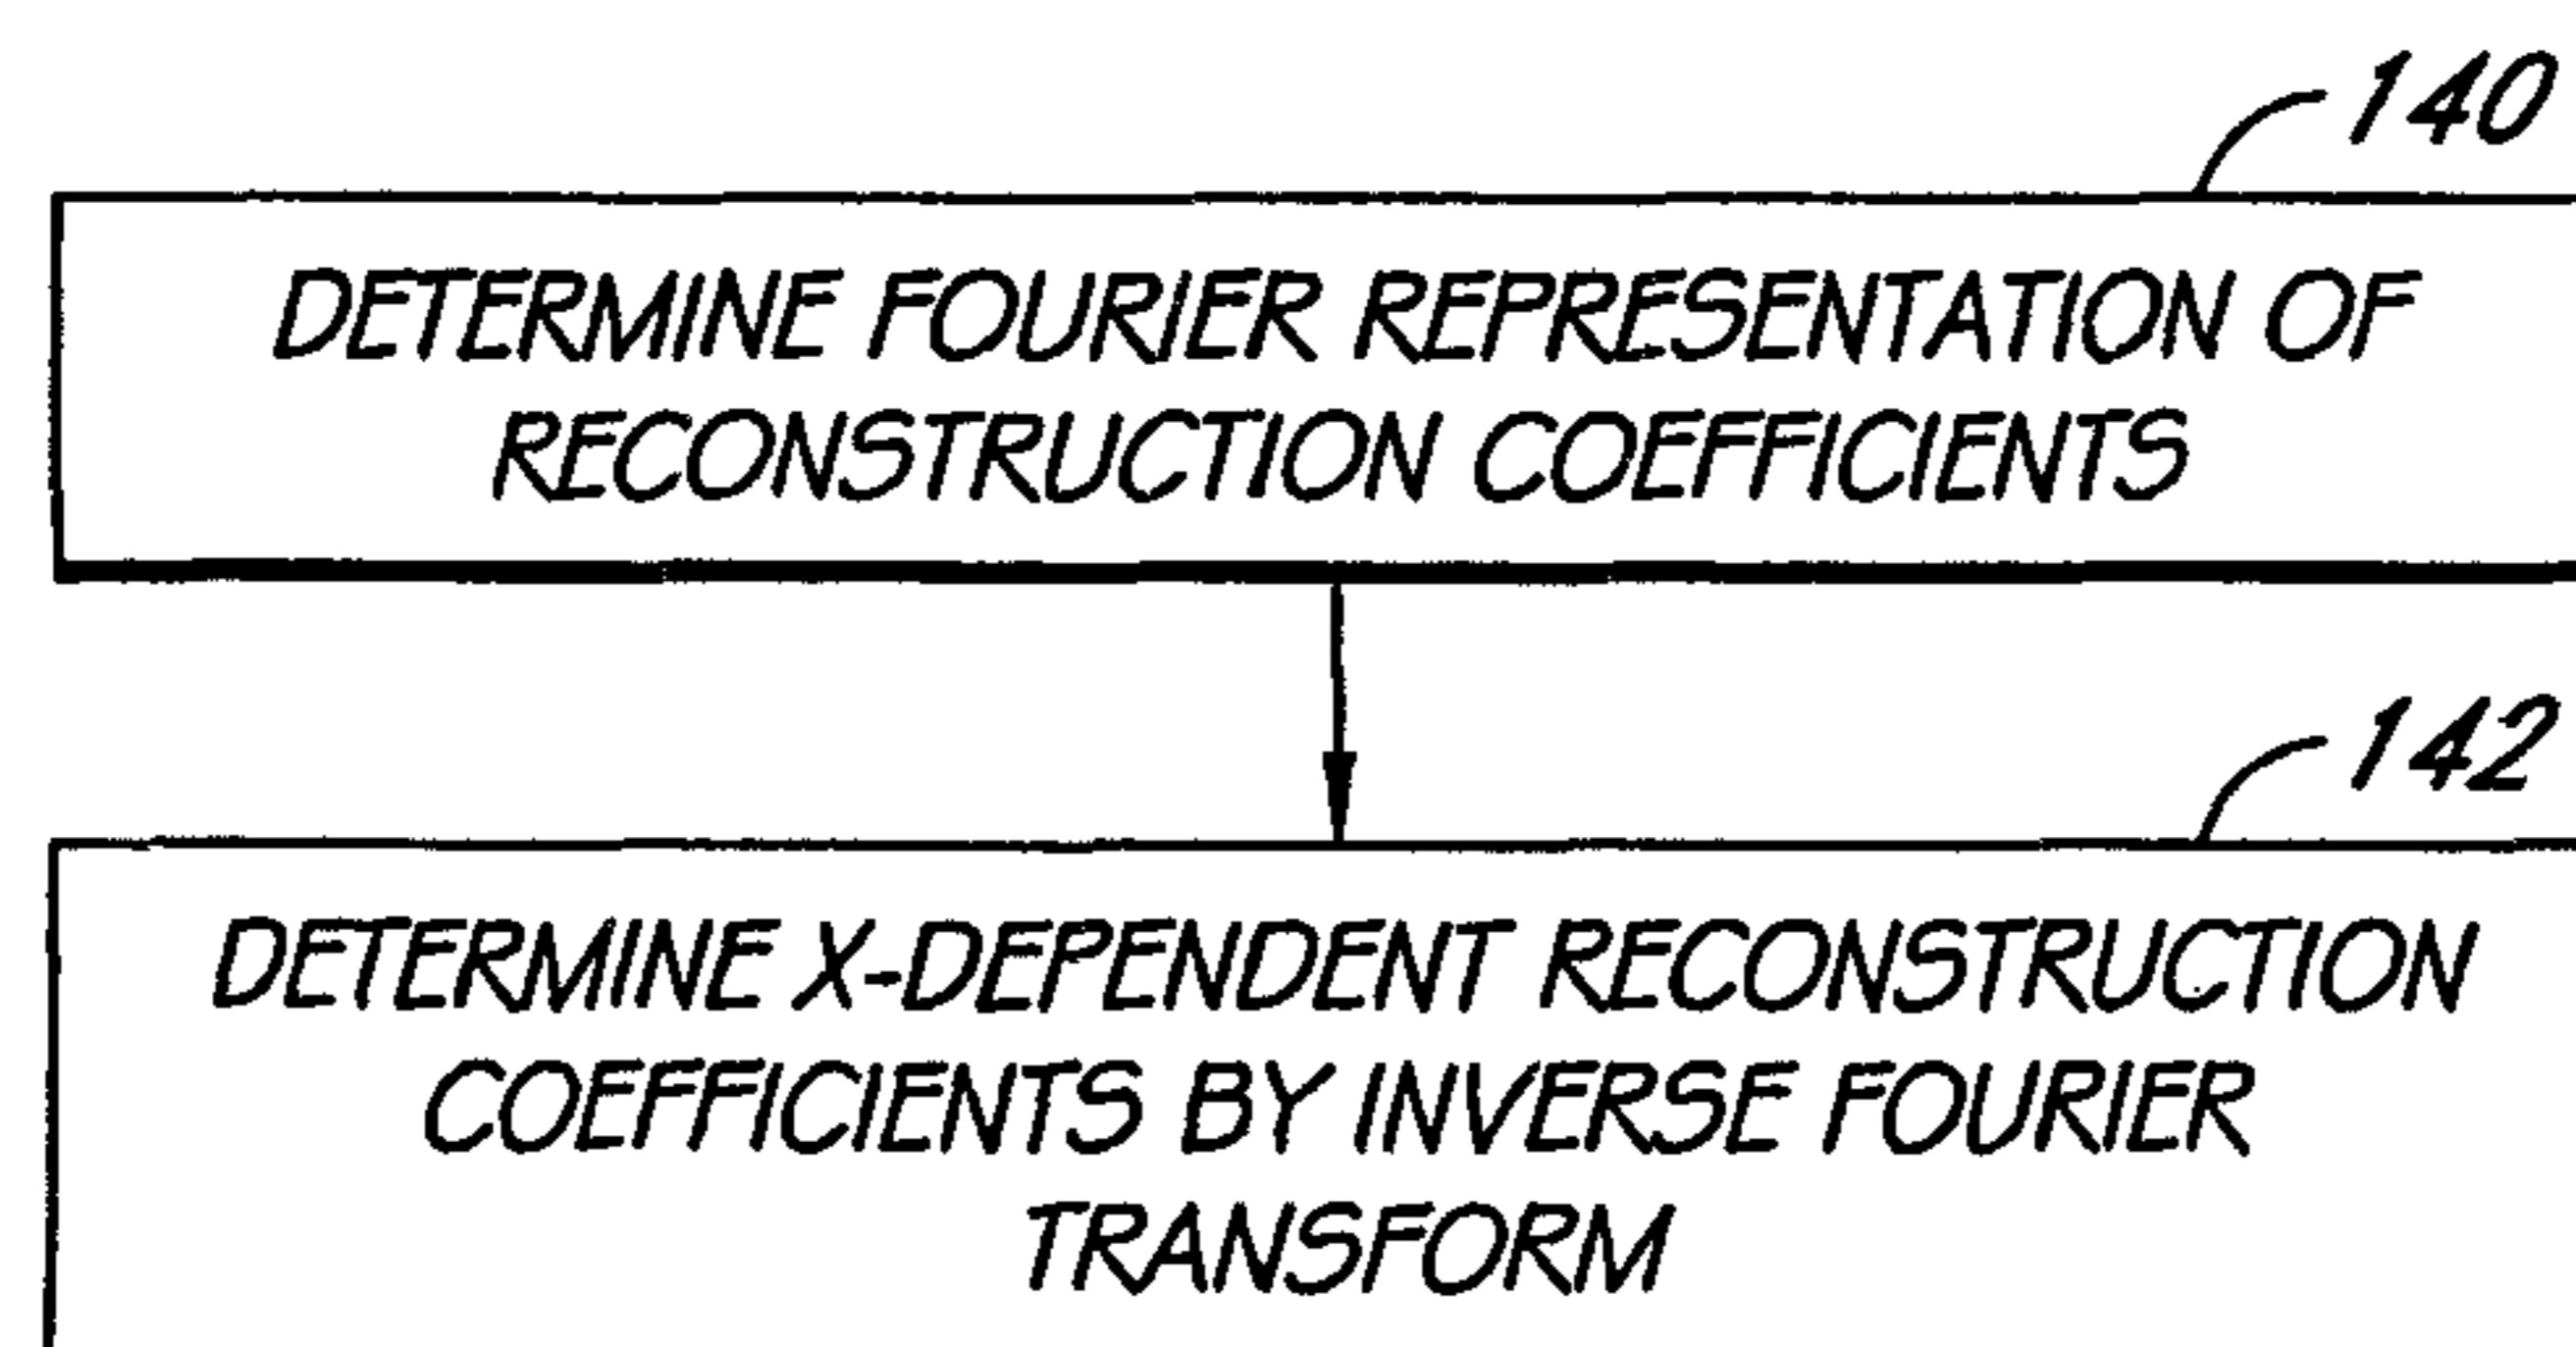 140
DETERMINE FOURIER REPRESENTATION OF
RECONSTRUCTION COEFFICIENTS
142
DETERMINE X-DEPENDENT RECONSTRUCTION
COEFFICIENTS BY INVERSE FOURIER
TRANSFORM